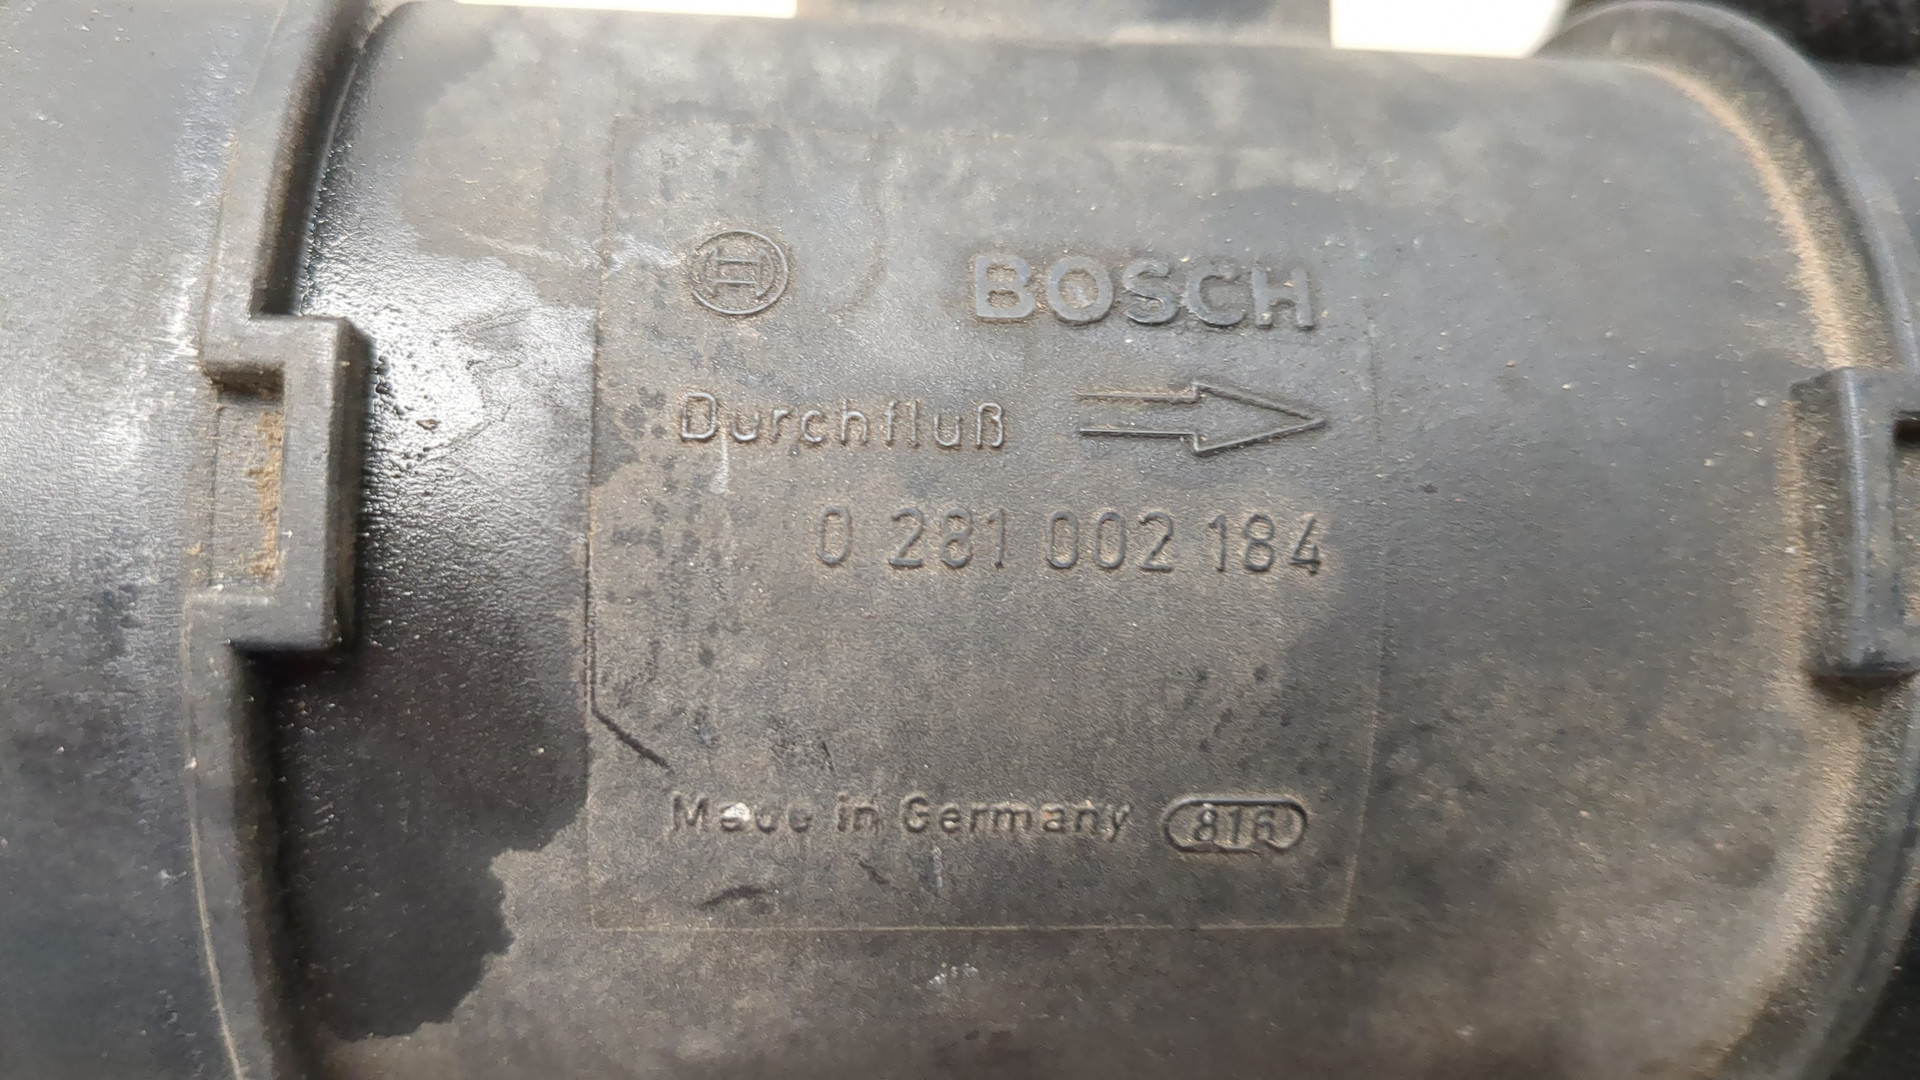 BOSCH
Durchfluß
0 281 002 184
Made in Germany 816